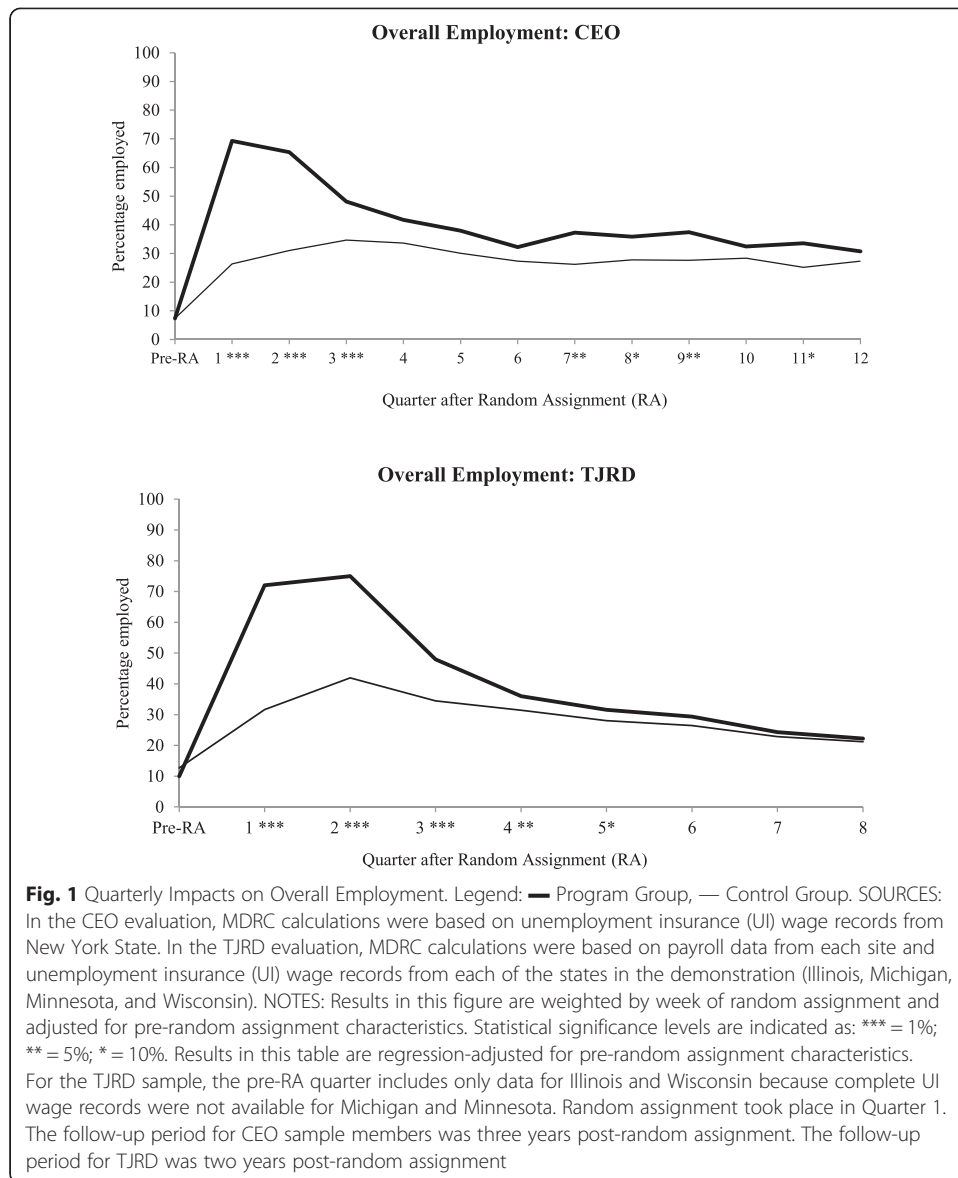 Overall Employment: CEO
100
90
80
70
60
50
40
30
20
10
0
Percentage employed
Pre-RA 1 *** 2 *** 3 *** 4 5 6 7** 8* 9** 10 11* 12
Quarter after Random Assignment (RA)
Overall Employment: TJRD
100
90
80
70
60
50
40
30
20
10
0
Percentage employed
Pre-RA 1 *** 2 *** 3 *** 4 ** 5* 6 7 8
Quarter after Random Assignment (RA)
Fig. 1 Quarterly Impacts on Overall Employment. Legend: — Program Group, — Control Group. SOURCES:
In the CEO evaluation, MDRC calculations were based on unemployment insurance (UI) wage records from
New York State. In the TJRD evaluation, MDRC calculations were based on payroll data from each site and
unemployment insurance (UI) wage records from each of the states in the demonstration (Illinois, Michigan,
Minnesota, and Wisconsin). NOTES: Results in this figure are weighted by week of random assignment and
adjusted for pre-random assignment characteristics. Statistical significance levels are indicated as: *** = 1%;
** = 5%; * = 10%. Results in this table are regression-adjusted for pre-random assignment characteristics.
For the TJRD sample, the pre-RA quarter includes only data for Illinois and Wisconsin because complete UI
wage records were not available for Michigan and Minnesota. Random assignment took place in Quarter 1.
The follow-up period for CEO sample members was three years post-random assignment. The follow-up
period for TJRD was two years post-random assignment